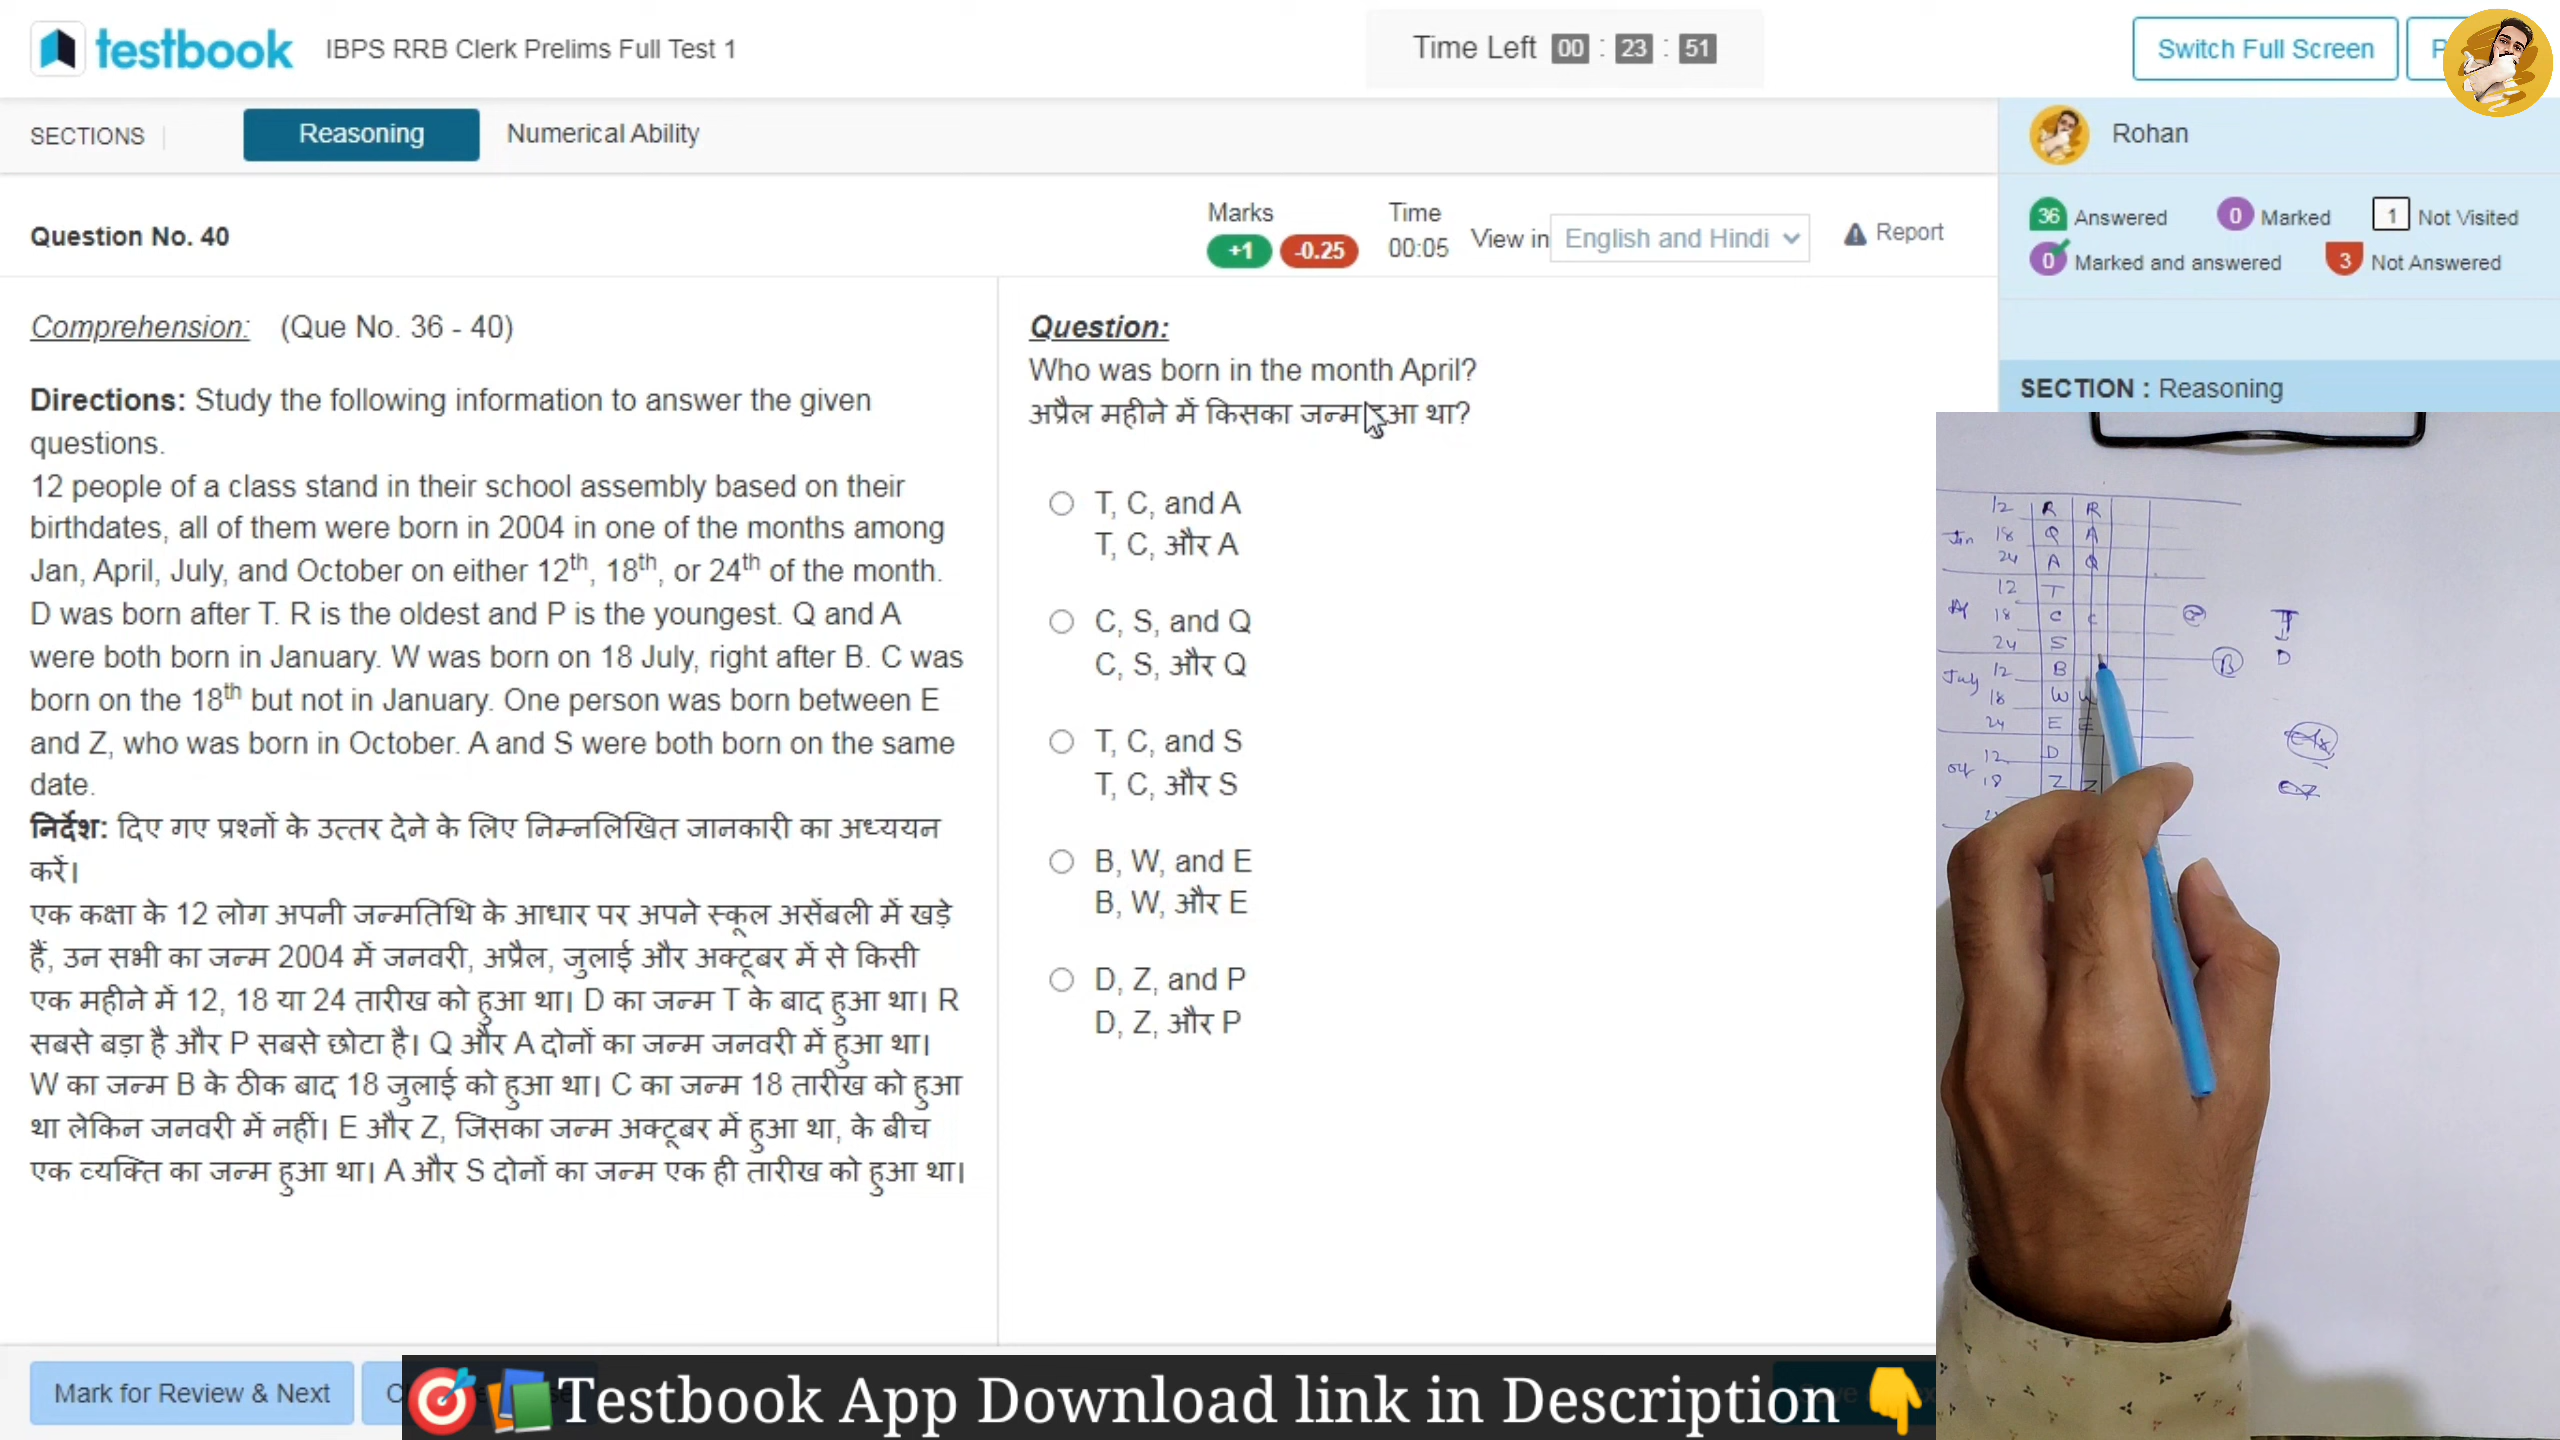 testbook IBPS RRB Clerk Prelims Full Test 1
Time Left 00 : 23 : 51
Switch Full Screen
SECTIONS Reasoning Numerical Ability
Rohan
36 Answered 0 Marked 1 Not Visited
0 Marked and answered 3 Not Answered
SECTION : Reasoning
Question No. 40
Marks +1 -0.25
Time 00:05
View in English and Hindi
Report
Comprehension: (Que No. 36 - 40)
Directions: Study the following information to answer the given
questions.
12 people of a class stand in their school assembly based on their
birthdates, all of them were born in 2004 in one of the months among
Jan, April, July, and October on either 12th, 18th, or 24th of the month.
D was born after T. R is the oldest and P is the youngest. Q and A
were both born in January. W was born on 18 July, right after B. C was
born on the 18th but not in January. One person was born between E
and Z, who was born in October. A and S were both born on the same
date.
निर्देश: दिए गए प्रश्नों के उत्तर देने के लिए निम्नलिखित जानकारी का अध्ययन
करें।
एक कक्षा के 12 लोग अपनी जन्मतिथि के आधार पर अपने स्कूल असेंबली में खड़े
हैं, उन सभी का जन्म 2004 में जनवरी, अप्रैल, जुलाई और अक्टूबर में से किसी
एक महीने में 12, 18 या 24 तारीख को हुआ था। D का जन्म T के बाद हुआ था। R
सबसे बड़ा है और P सबसे छोटा है। Q और A दोनों का जन्म जनवरी में हुआ था।
W का जन्म B के ठीक बाद 18 जुलाई को हुआ था। C का जन्म 18 तारीख को हुआ
था लेकिन जनवरी में नहीं। E और Z, जिसका जन्म अक्टूबर में हुआ था, के बीच
एक व्यक्ति का जन्म हुआ था। A और S दोनों का जन्म एक ही तारीख को हुआ था।
Question:
Who was born in the month April?
अप्रैल महीने में किसका जन्म हुआ था?
T, C, and A
T, C, और A
C, S, and Q
C, S, और Q
T, C, and S
T, C, और S
B, W, and E
B, W, और E
D, Z, and P
D, Z, और P
12 R R
Jan 18 Q A
24 A Q
12 T
18 C C
24 S
12 B
July 18 W W
24 E E
12 D
18 Z Z
B
T
D
Mark for Review & Next
Testbook App Download link in Description